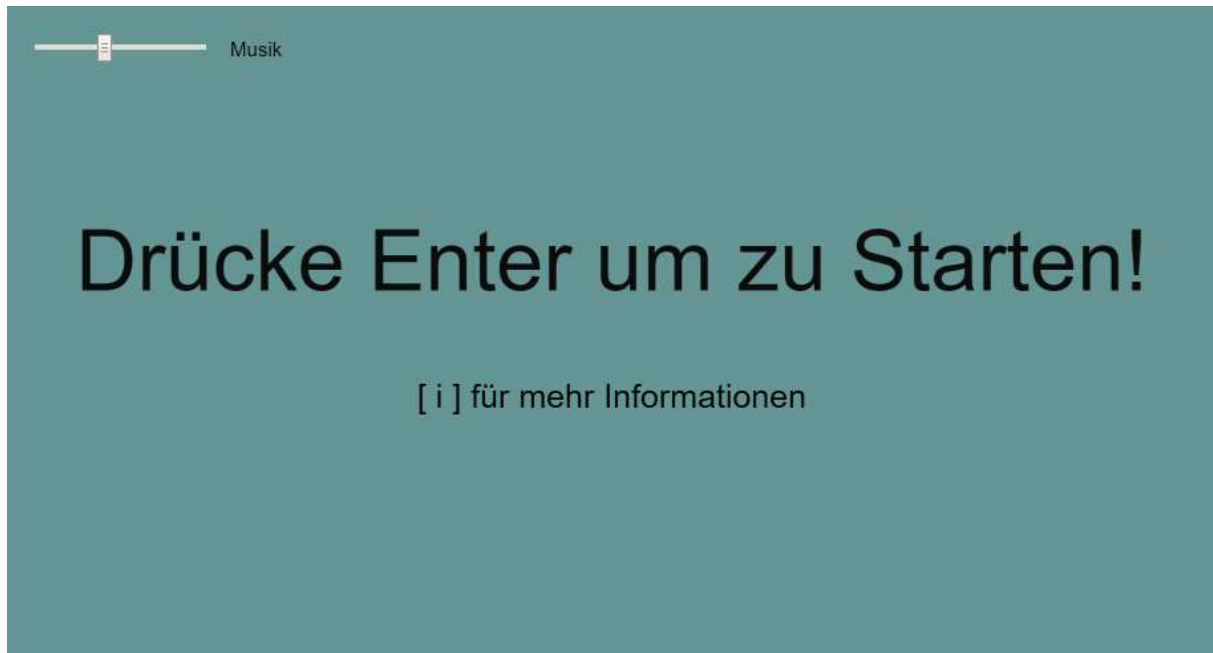 Musik
Drücke Enter um zu Starten!
[ i ] für mehr Informationen